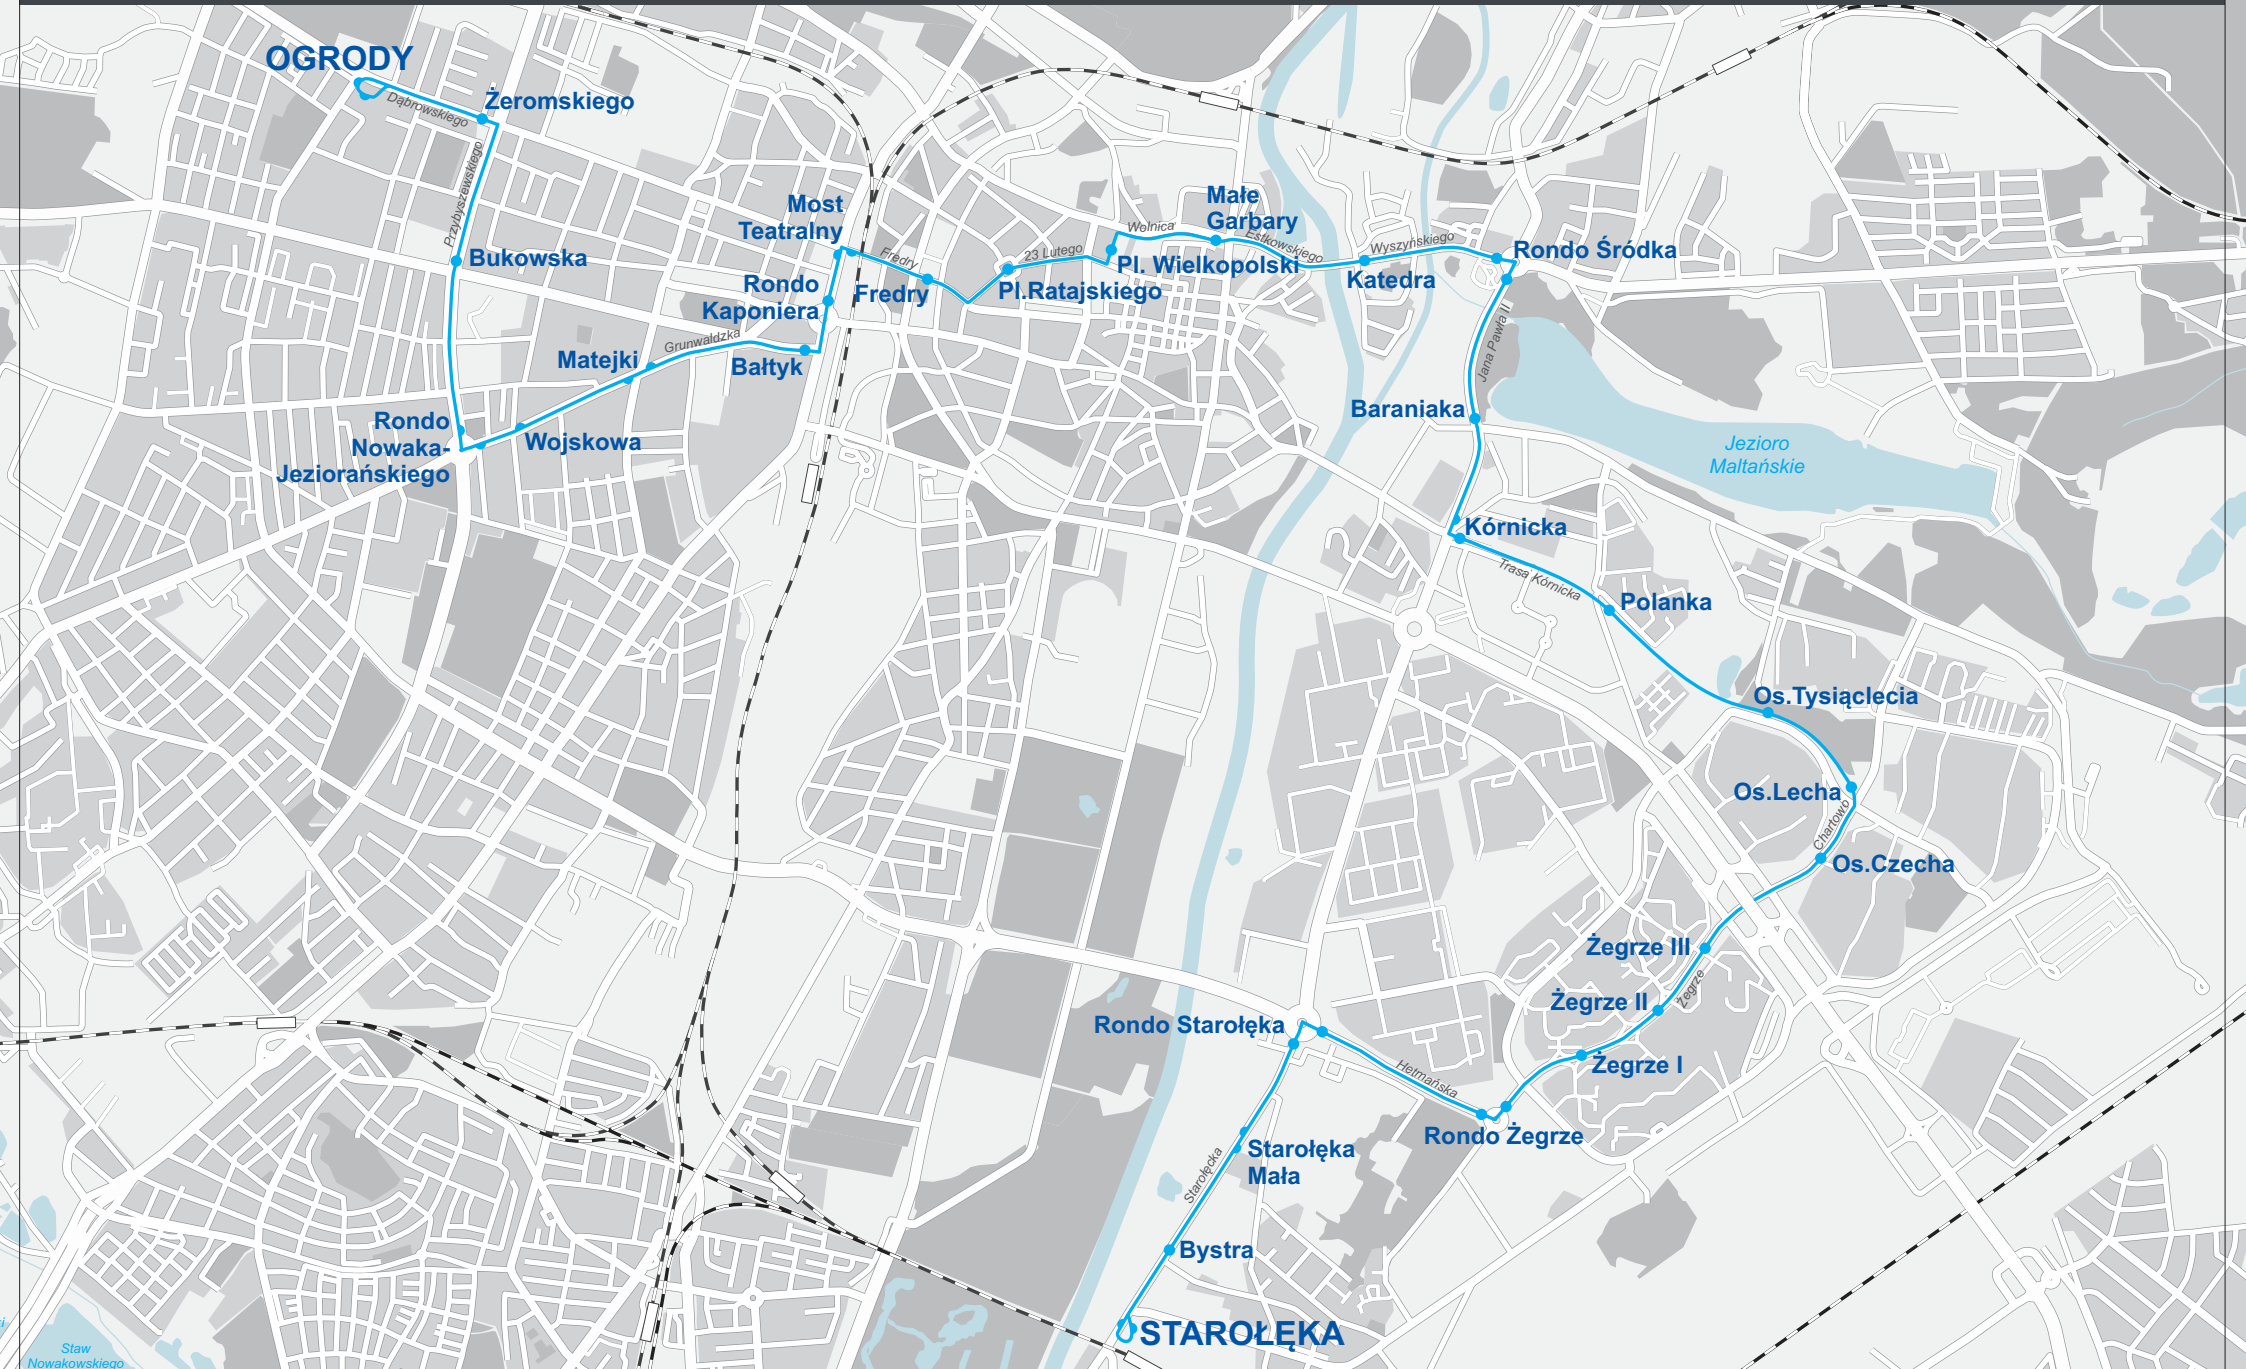 OGRODY
Dąbrowskiego
Żeromskiego
Przybyszewskiego
Bukowska
Rondo
Nowaka-
Jeziorańskiego
Wojskowa
Matejki
Grunwaldzka
Bałtyk
Rondo
Kaponiera
Most
Teatralny
Fredry
Fredry
Pl.Ratajskiego
23 Lutego
Pl. Wielkopolski
Wolnica
Małe
Garbary
Estkowskiego
Katedra
Wyszyńskiego
Rondo Śródka
Jana Pawła II
Baraniaka
Jezioro
Maltańskie
Kórnicka
Trasa Kórnicka
Polanka
Os.Tysiąclecia
Os.Lecha
Chartowo
Os.Czecha
Żegrze III
Żegrze II
Żegrze
Żegrze I
Rondo Żegrze
Hetmańska
Rondo Starołęka
Starołęka
Mała
Starołęcka
Bystra
STAROŁĘKA
Staw
Nowakowskiego